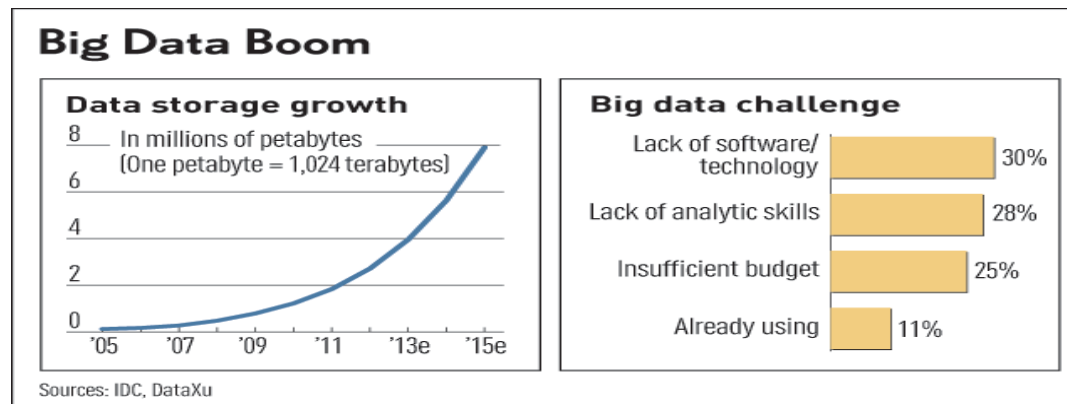 Big Data Boom
Data storage growth
In millions of petabytes
(One petabyte = 1,024 terabytes)
8
6
4
2
0
'05 '07 '09 '11 '13e '15e
Big data challenge
Lack of software/
technology 30%
Lack of analytic skills 28%
Insufficient budget 25%
Already using 11%
Sources: IDC, DataXu